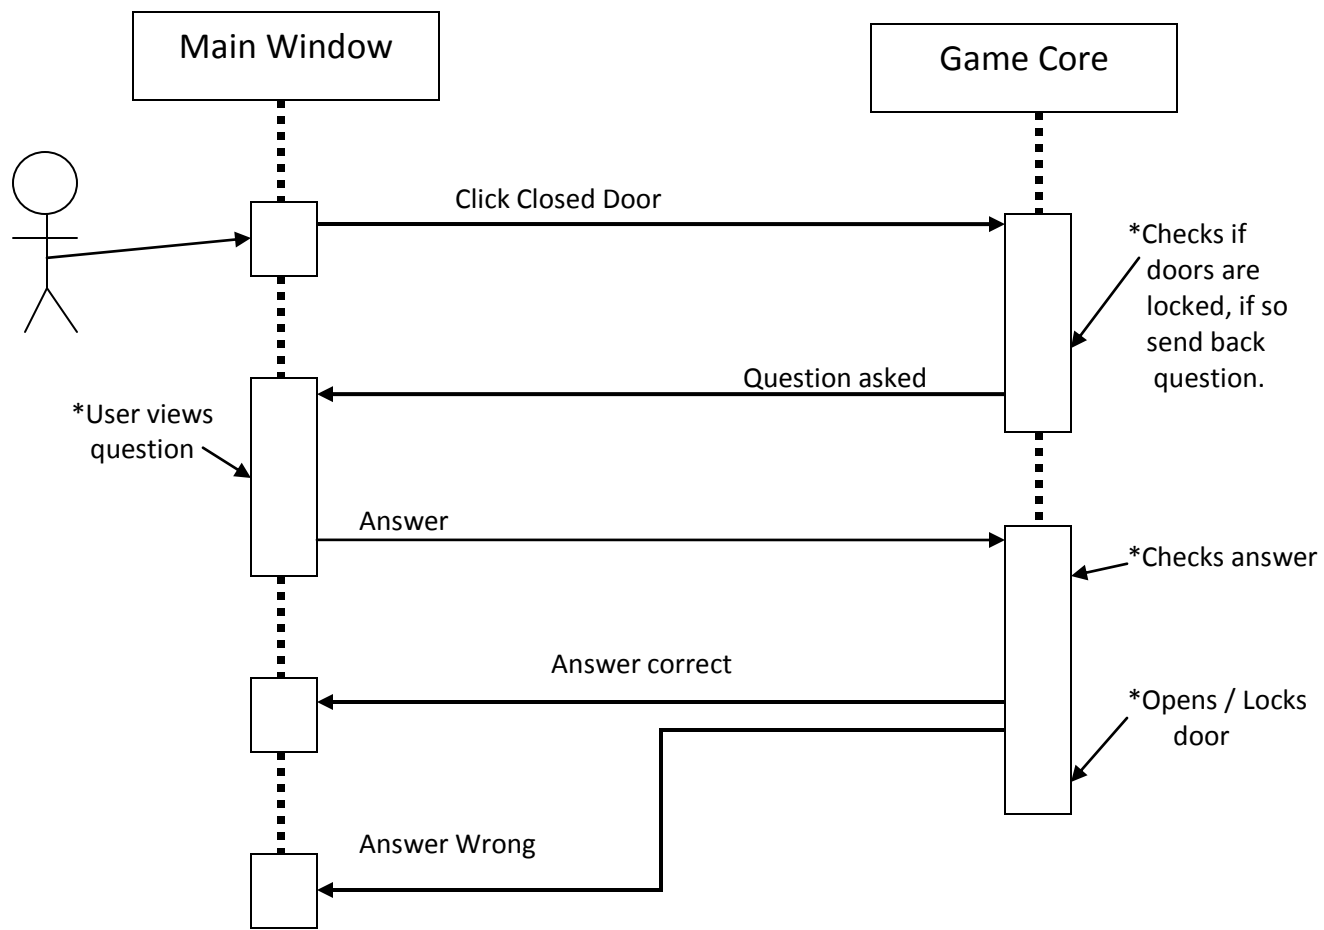 Main Window
Game Core
Click Closed Door
*Checks if
doors are
locked, if so
send back
question.
Question asked
*User views
question
Answer
*Checks answer
Answer correct
*Opens / Locks
door
Answer Wrong